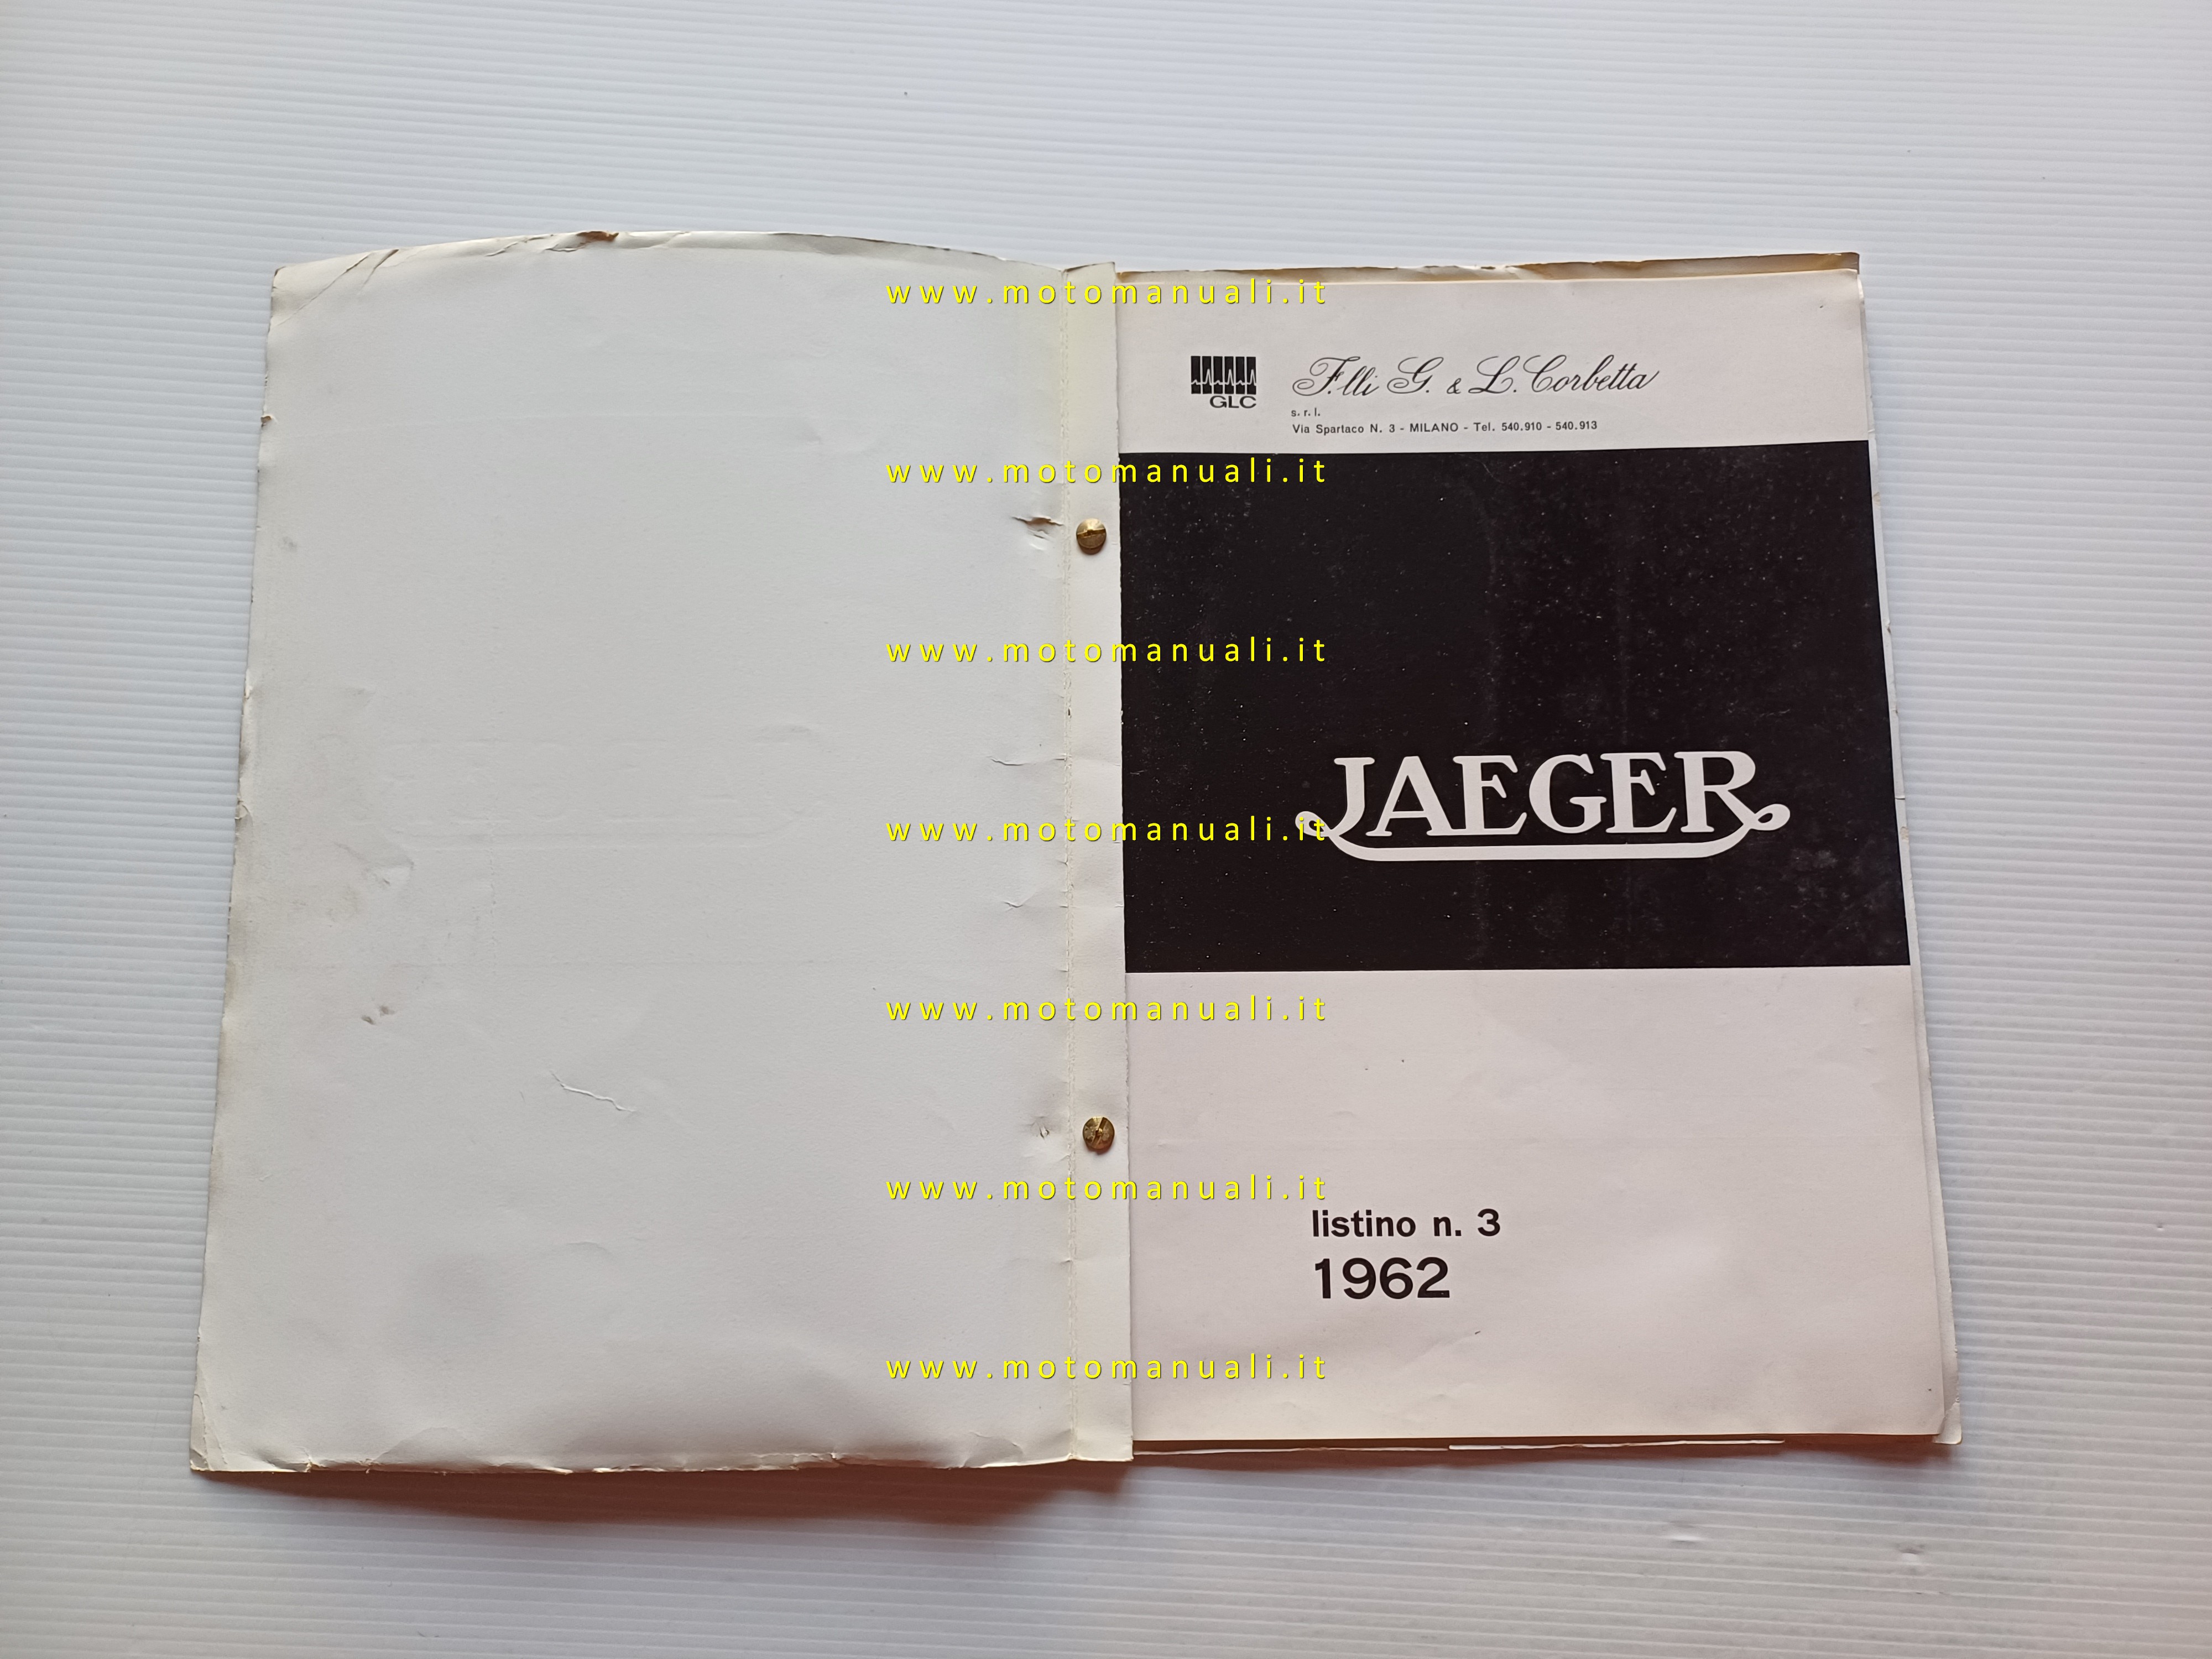 www.motomanuali.it
GLC
F.lli G. & L. Corbetta
s. r. l.
Via Spartaco N. 3 - MILANO - Tel. 540.910 - 540.913
www.motomanuali.it
www.motomanuali.it
JAEGER
www.motomanuali.it
www.motomanuali.it
www.motomanuali.it
listino n. 3
1962
www.motomanuali.it